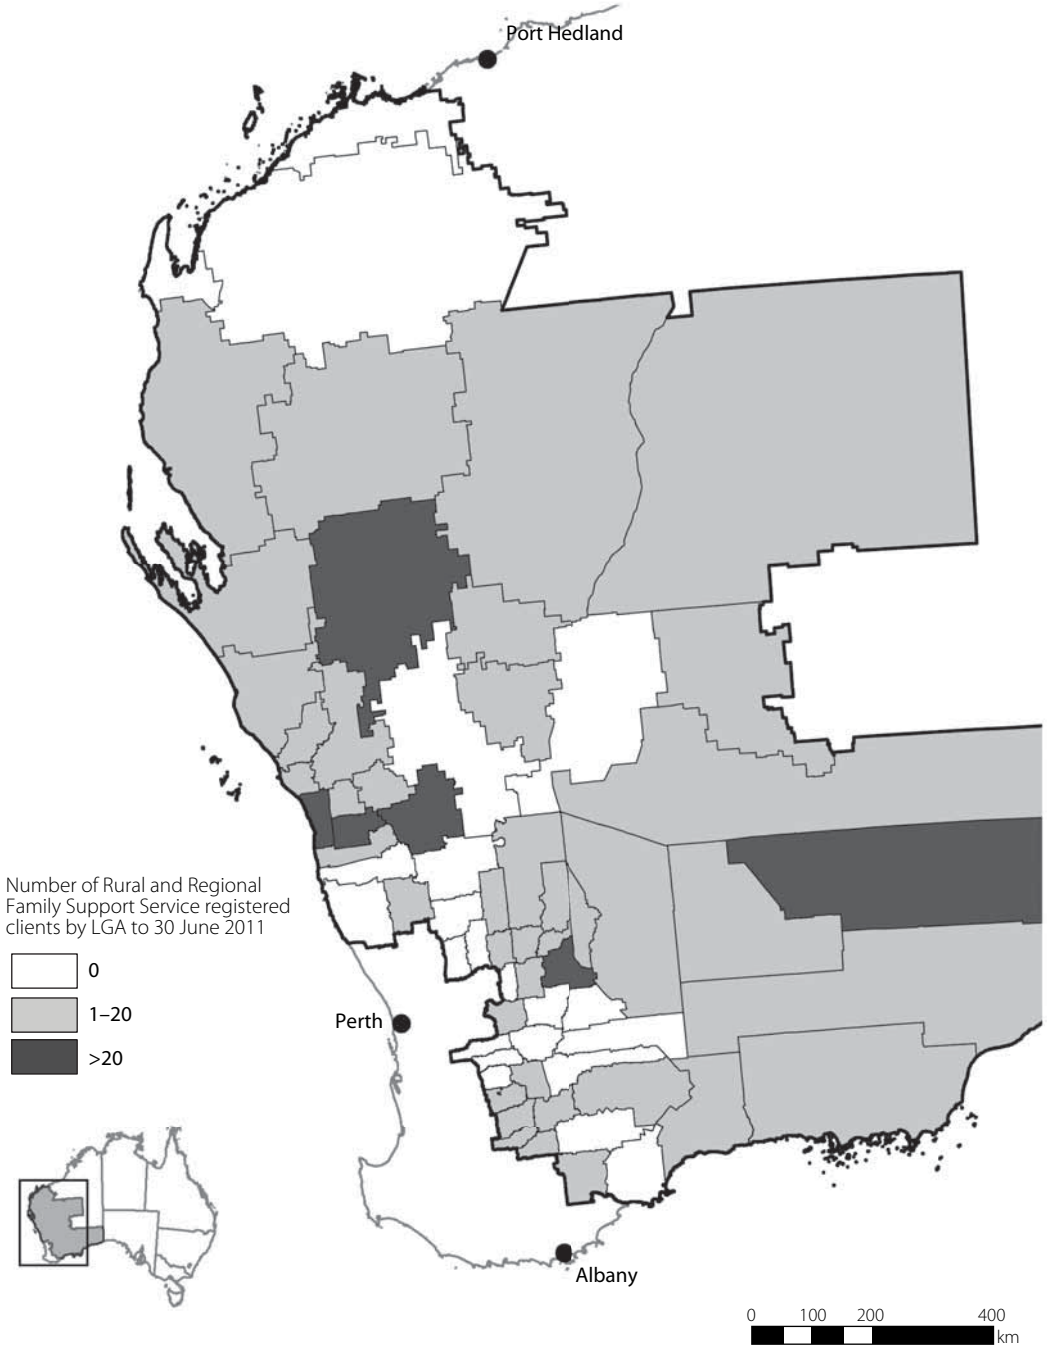 Port Hedland
Number of Rural and Regional
Family Support Service registered
clients by LGA to 30 June 2011
0
1–20
>20
Perth
Albany
0 100 200 400
km